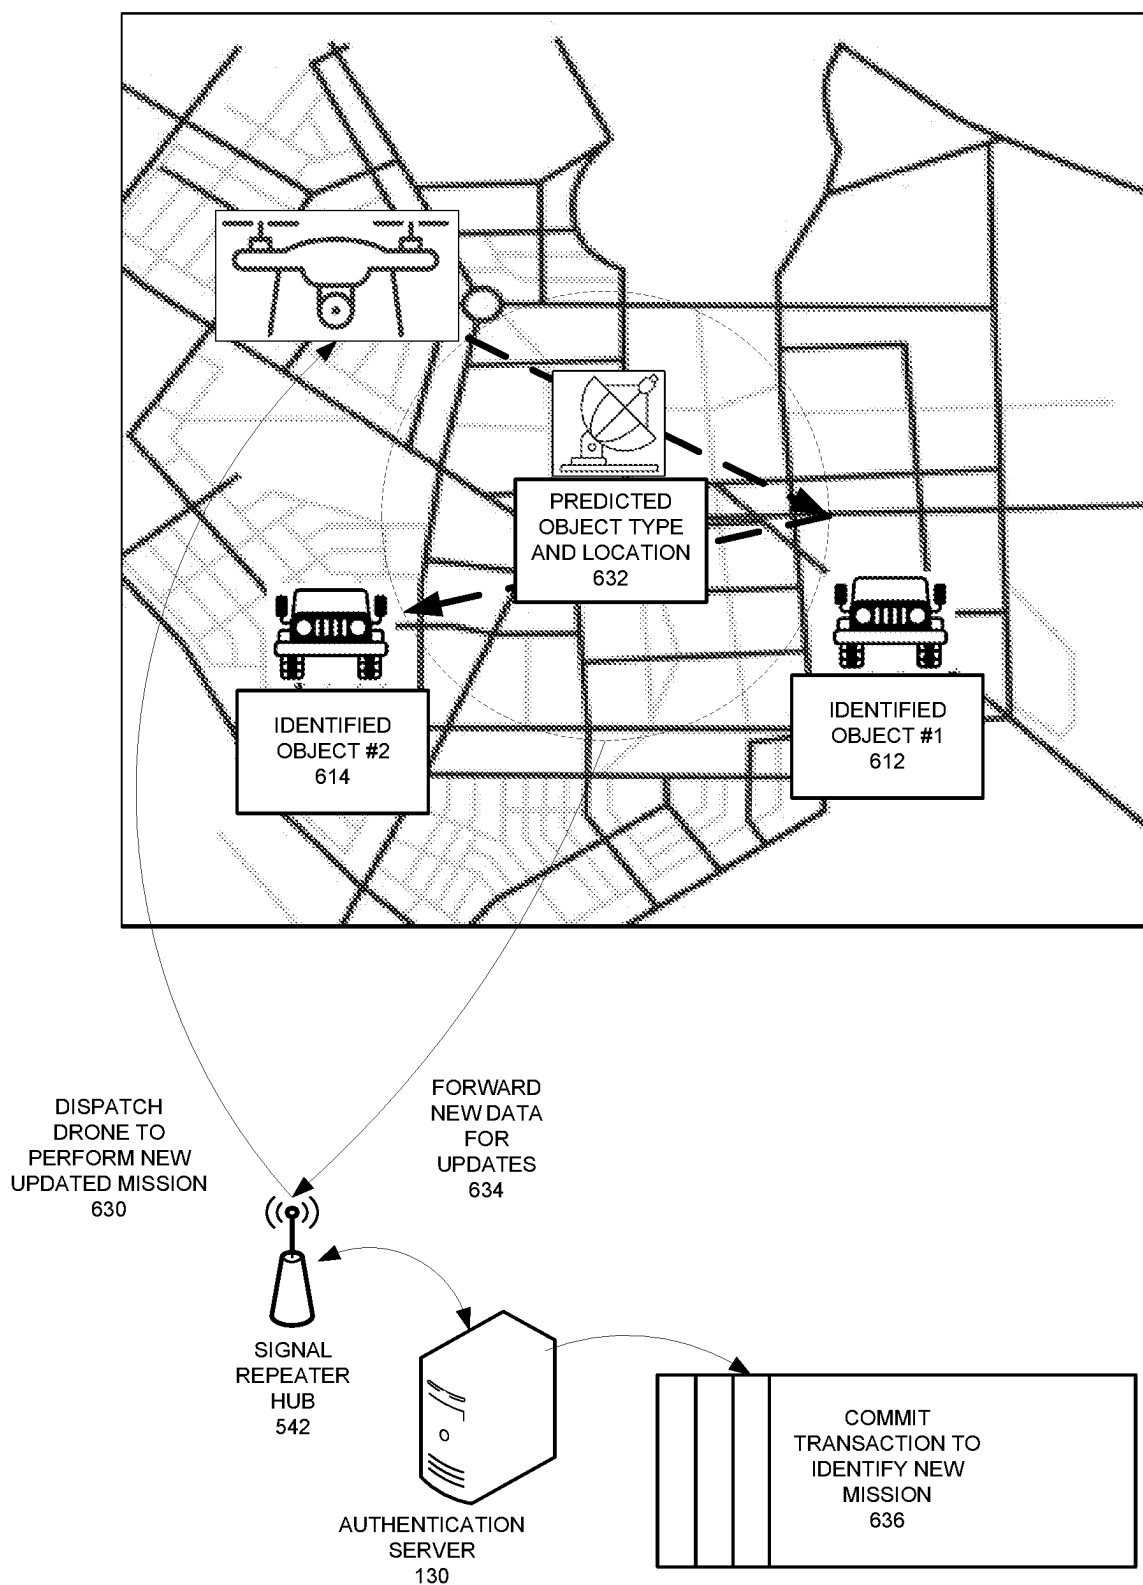 PREDICTED
OBJECT TYPE
AND LOCATION
632
IDENTIFIED
OBJECT #2
614
IDENTIFIED
OBJECT #1
612
DISPATCH
DRONE TO
PERFORM NEW
UPDATED MISSION
630
FORWARD
NEW DATA
FOR
UPDATES
634
SIGNAL
REPEATER
HUB
542
AUTHENTICATION
SERVER
130
COMMIT
TRANSACTION TO
IDENTIFY NEW
MISSION
636